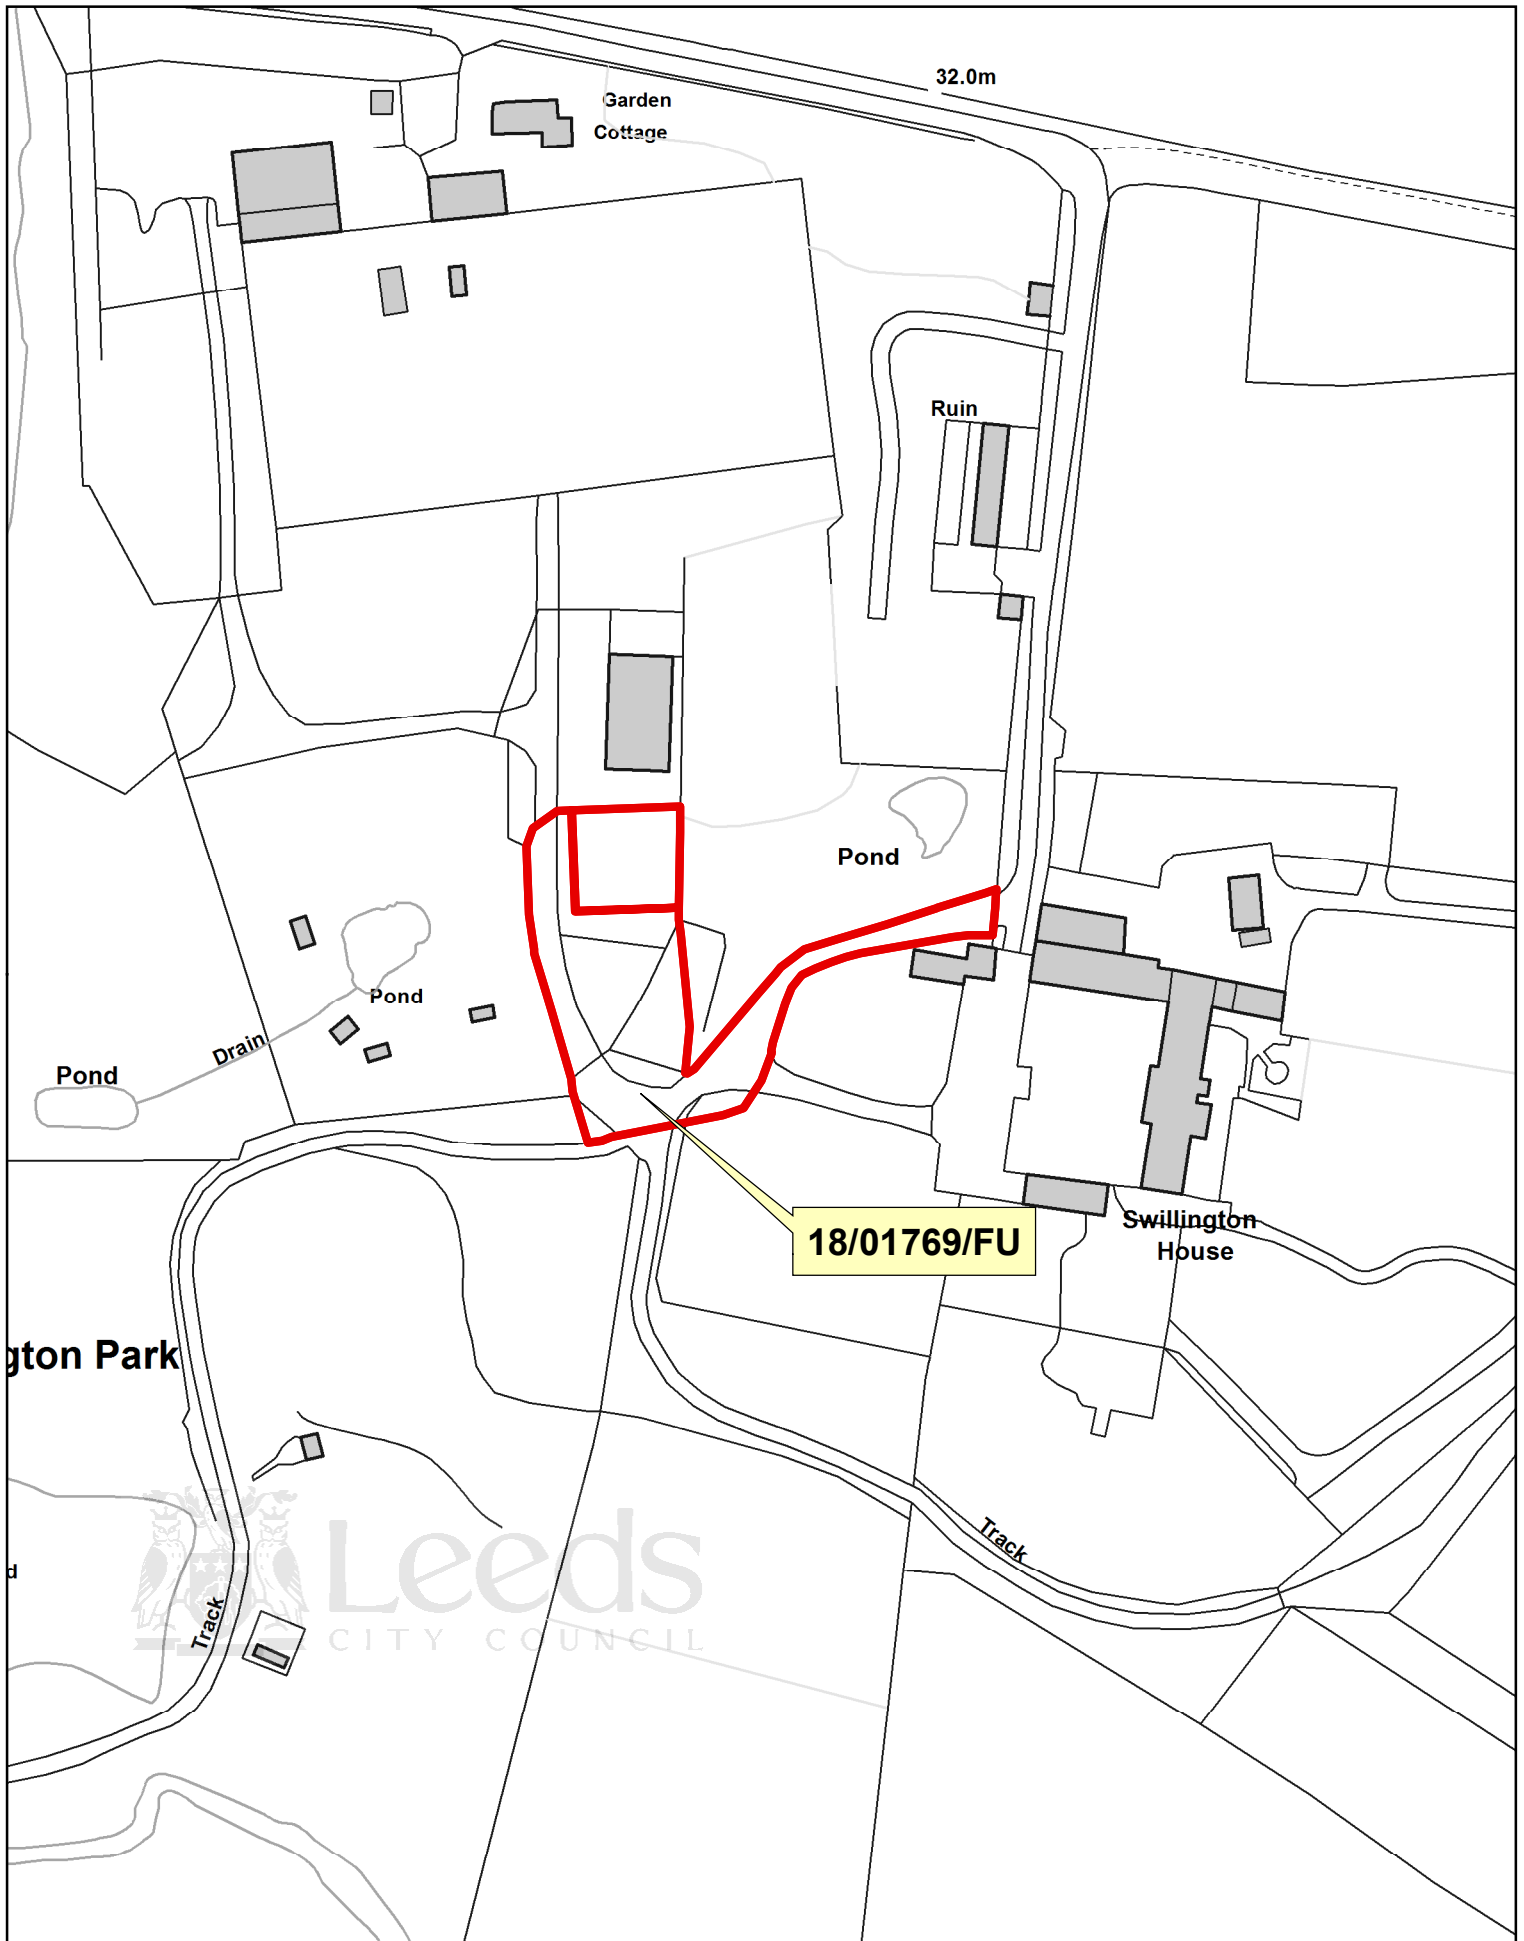 32.0m
Garden
Cottage
Ruin
Pond
Pond
Drain
Pond
18/01769/FU
Swillington
House
gton Park
Track
d
Track
Leeds
CITY COUNCIL